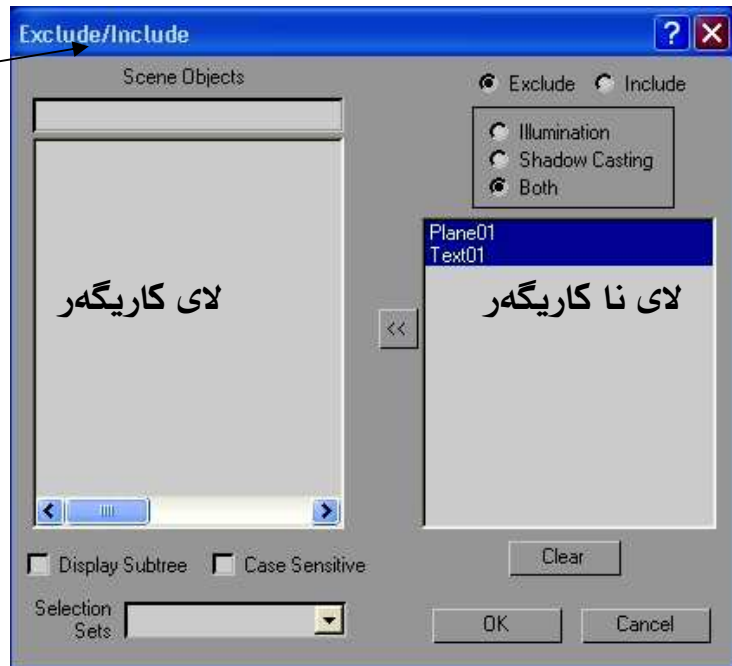 Exclude/Include
Scene Objects
Exclude
Include
Illumination
Shadow Casting
Both
Plane01
Text01
لای کاریگەر
لای نا کاریگەر
<<
Display Subtree
Case Sensitive
Clear
Selection
Sets
OK
Cancel